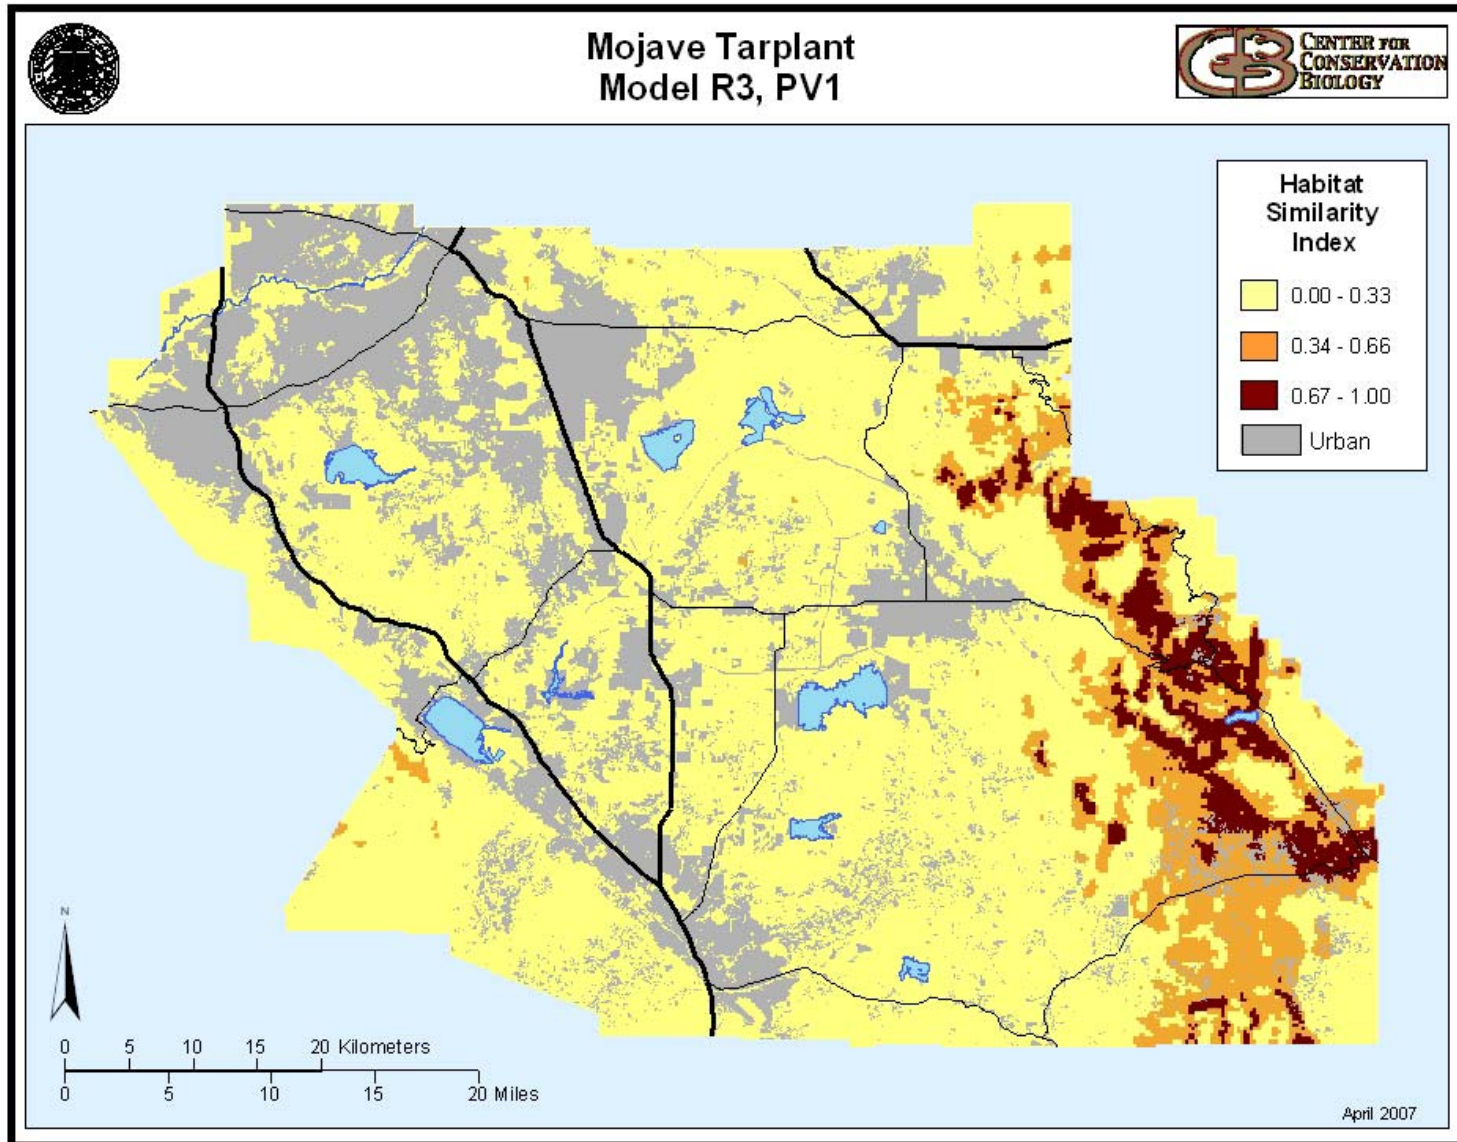 Mojave Tarplant
Model R3, PV1
CCB
CENTER FOR
CONSERVATION
BIOLOGY
Habitat
Similarity
Index
0.00 - 0.33
0.34 - 0.66
0.67 - 1.00
Urban
N
0 5 10 15 20 Kilometers
0 5 10 15 20 Miles
April 2007